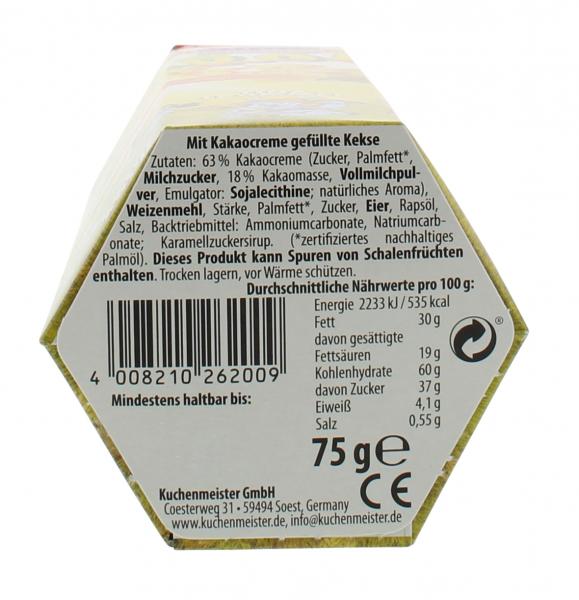 Mit Kakaocreme gefüllte Kekse
Zutaten: 63 % Kakaocreme (Zucker, Palmfett*,
Milchzucker, 18 % Kakaomasse, Vollmilchpul-
ver, Emulgator: Sojalecithine; natürliches Aroma),
Weizenmehl, Stärke, Palmfett*, Zucker, Eier, Rapsöl,
Salz, Backtriebmittel: Ammoniumcarbonate, Natriumcarb-
onate; Karamellzuckersirup. (*zertifiziertes nachhaltiges
Palmöl). Dieses Produkt kann Spuren von Schalenfrüchten
enthalten. Trocken lagern, vor Wärme schützen.
Durchschnittliche Nährwerte pro 100 g:
Energie 2233 kJ / 535 kcal
Fett 30 g
davon gesättigte
Fettsäuren 19 g
Kohlenhydrate 60 g
davon Zucker 37 g
Eiweiß 4,1 g
Salz 0,55 g
®
4 008210 262009
Mindestens haltbar bis:
75 g ℮
CE
Kuchenmeister GmbH
Coesterweg 31 • 59494 Soest, Germany
www.kuchenmeister.de, info@kuchenmeister.de